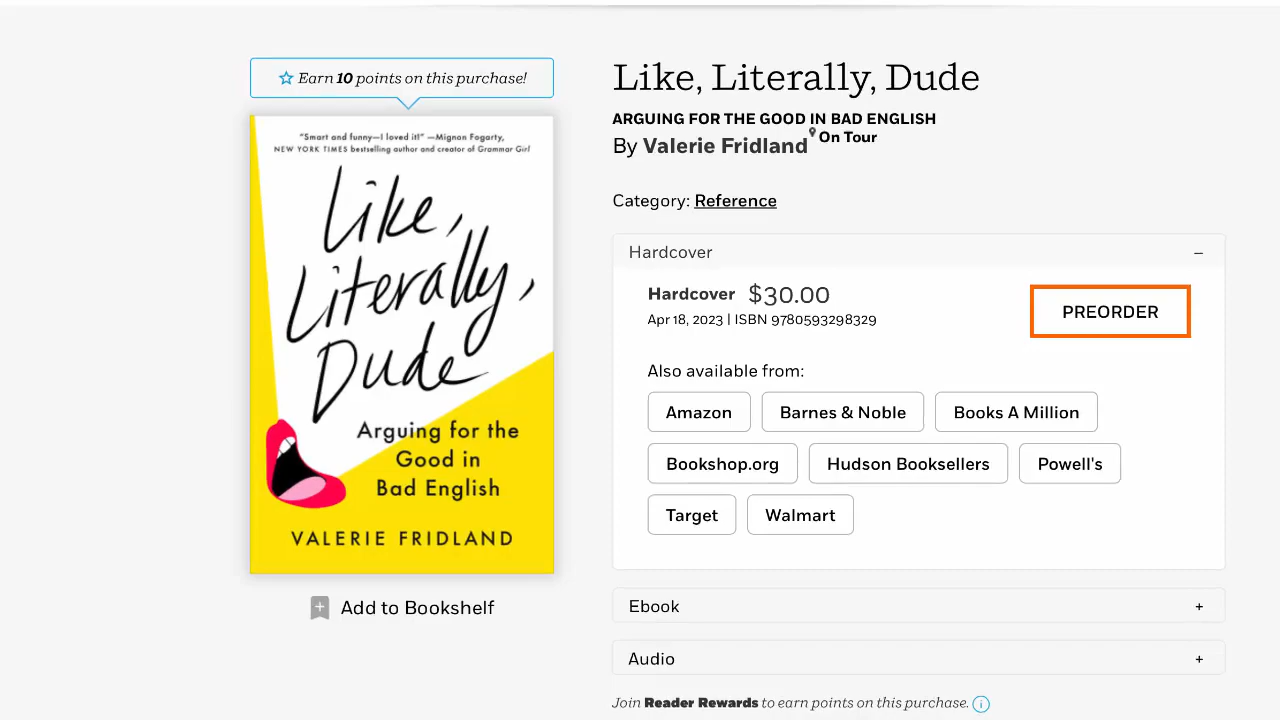 Earn 10 points on this purchase!
"Smart and funny—I loved it!" —Mignon Fogarty,
NEW YORK TIMES bestselling author and creator of Grammar Girl
Like,
Literally,
Dude
Arguing for the
Good in
Bad English
VALERIE FRIDLAND
Add to Bookshelf
Like, Literally, Dude
ARGUING FOR THE GOOD IN BAD ENGLISH
By Valerie Fridland On Tour
Category: Reference
Hardcover –
Hardcover $30.00
Apr 18, 2023 | ISBN 9780593298329
PREORDER
Also available from:
Amazon Barnes & Noble Books A Million
Bookshop.org Hudson Booksellers Powell's
Target Walmart
Ebook +
Audio +
Join Reader Rewards to earn points on this purchase. i